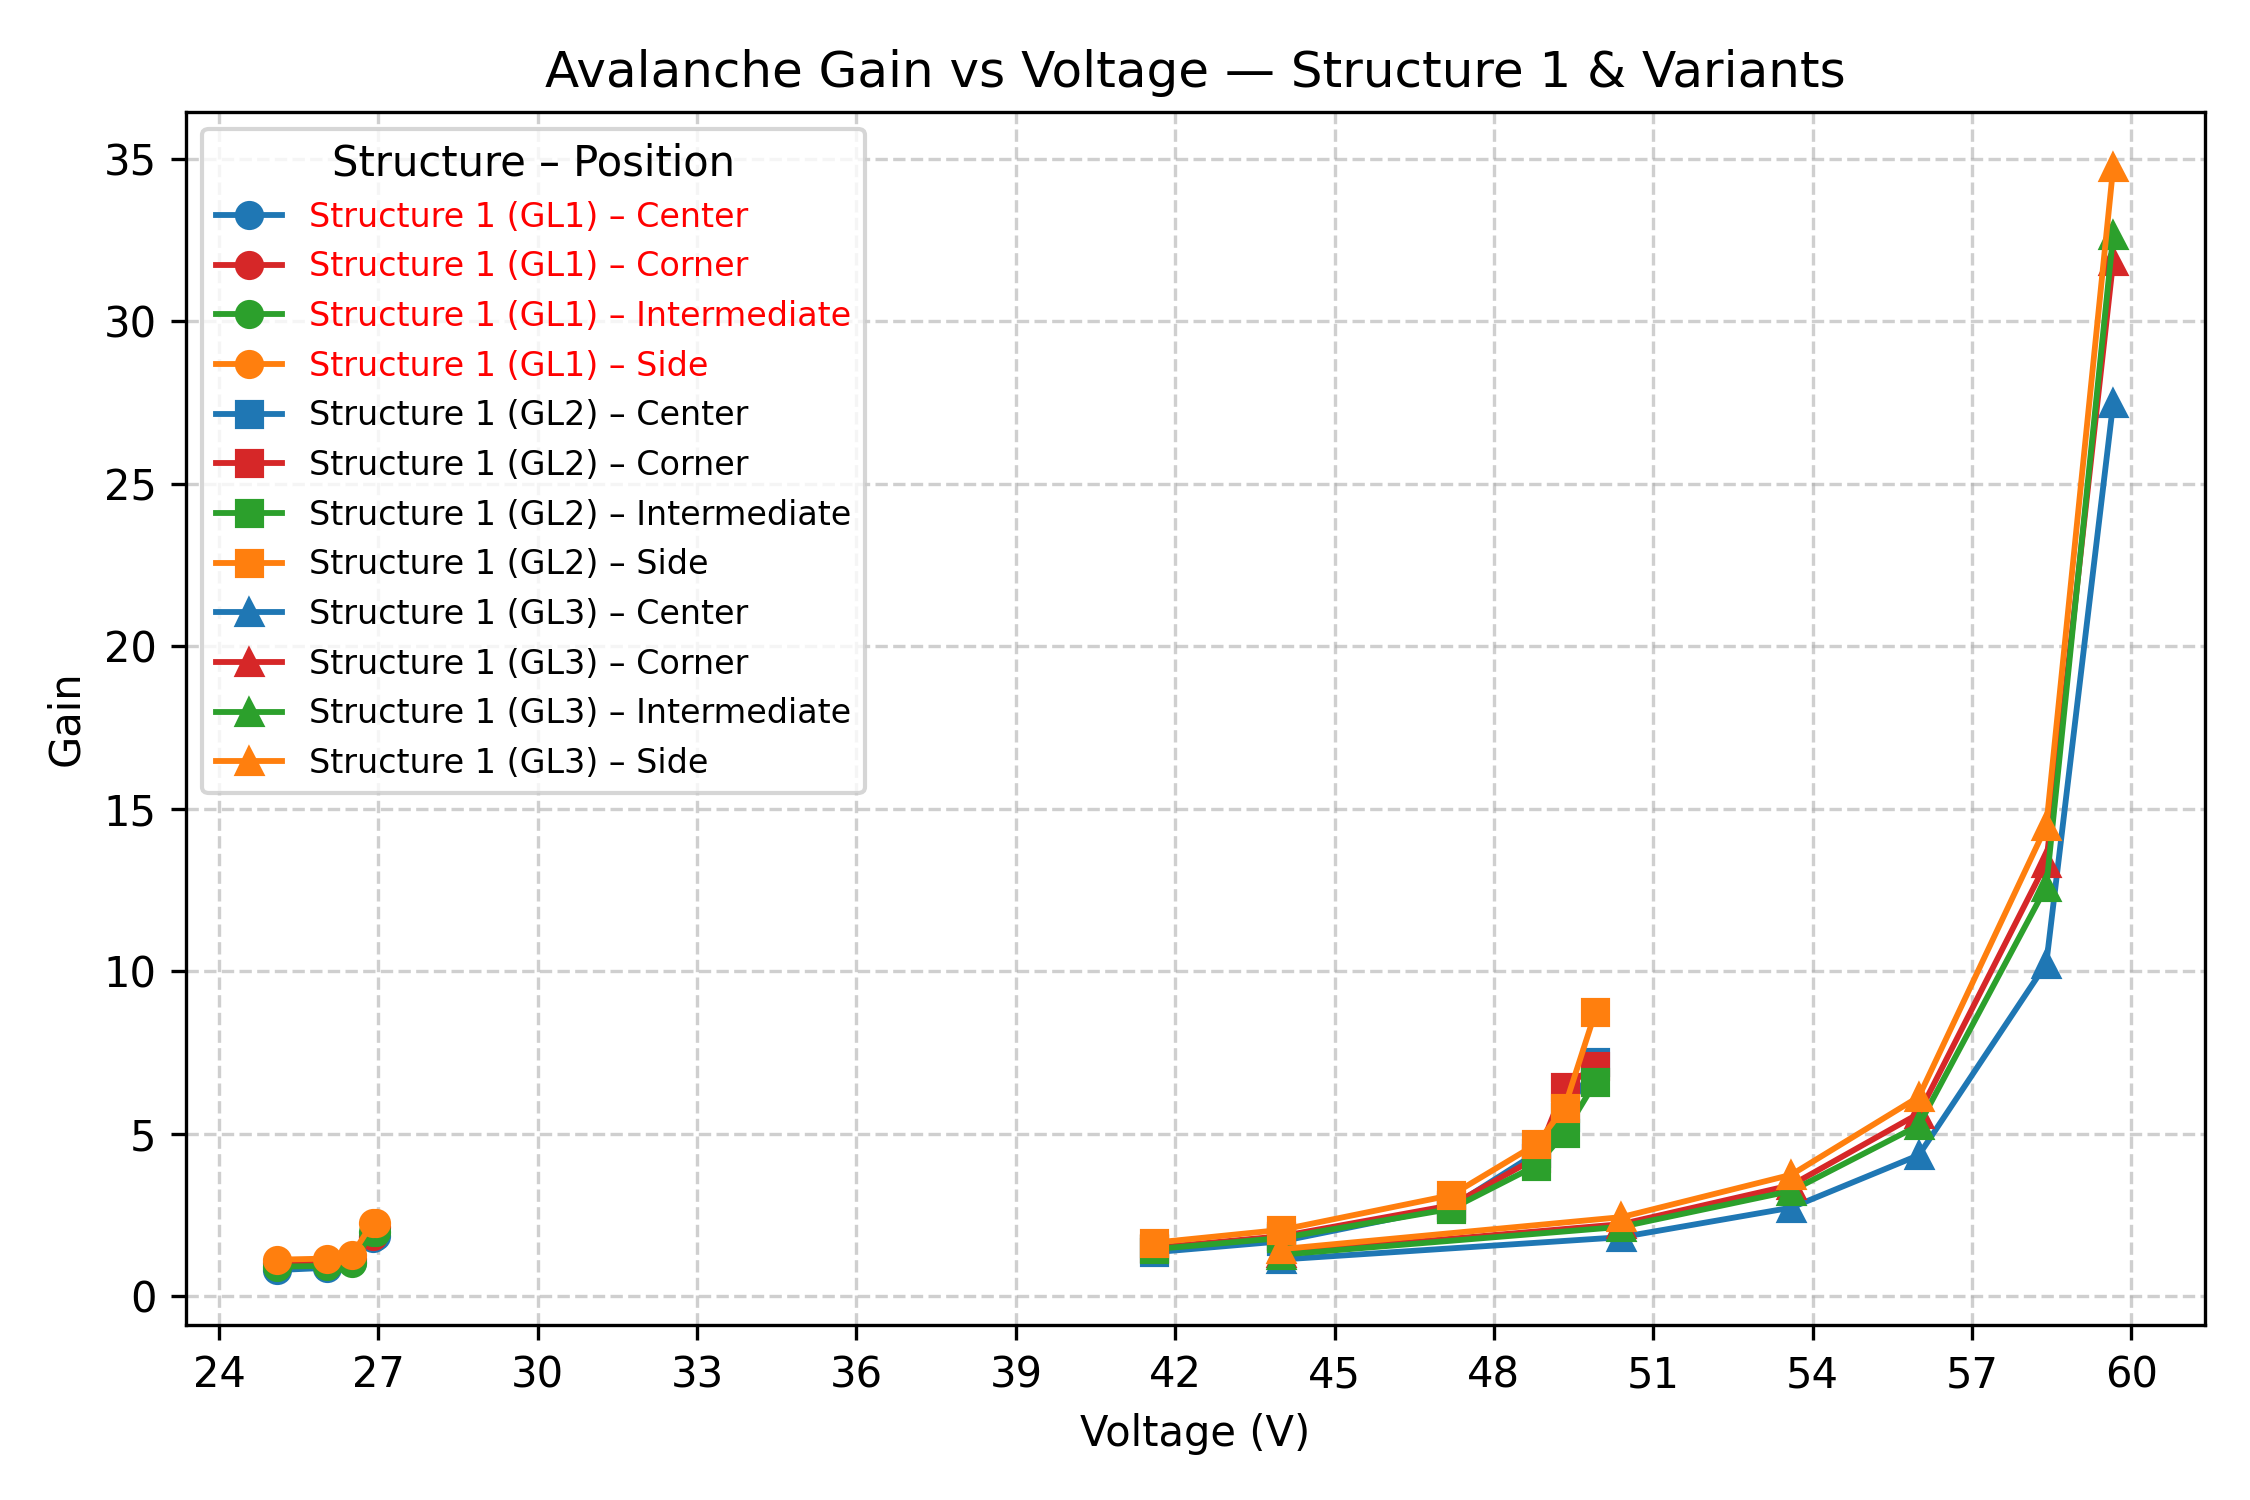 Avalanche Gain vs Voltage — Structure 1 & Variants
Structure – Position
Structure 1 (GL1) – Center
Structure 1 (GL1) – Corner
Structure 1 (GL1) – Intermediate
Structure 1 (GL1) – Side
Structure 1 (GL2) – Center
Structure 1 (GL2) – Corner
Structure 1 (GL2) – Intermediate
Structure 1 (GL2) – Side
Structure 1 (GL3) – Center
Structure 1 (GL3) – Corner
Structure 1 (GL3) – Intermediate
Structure 1 (GL3) – Side
Gain
35
30
25
20
15
10
5
0
24 27 30 33 36 39 42 45 48 51 54 57 60
Voltage (V)